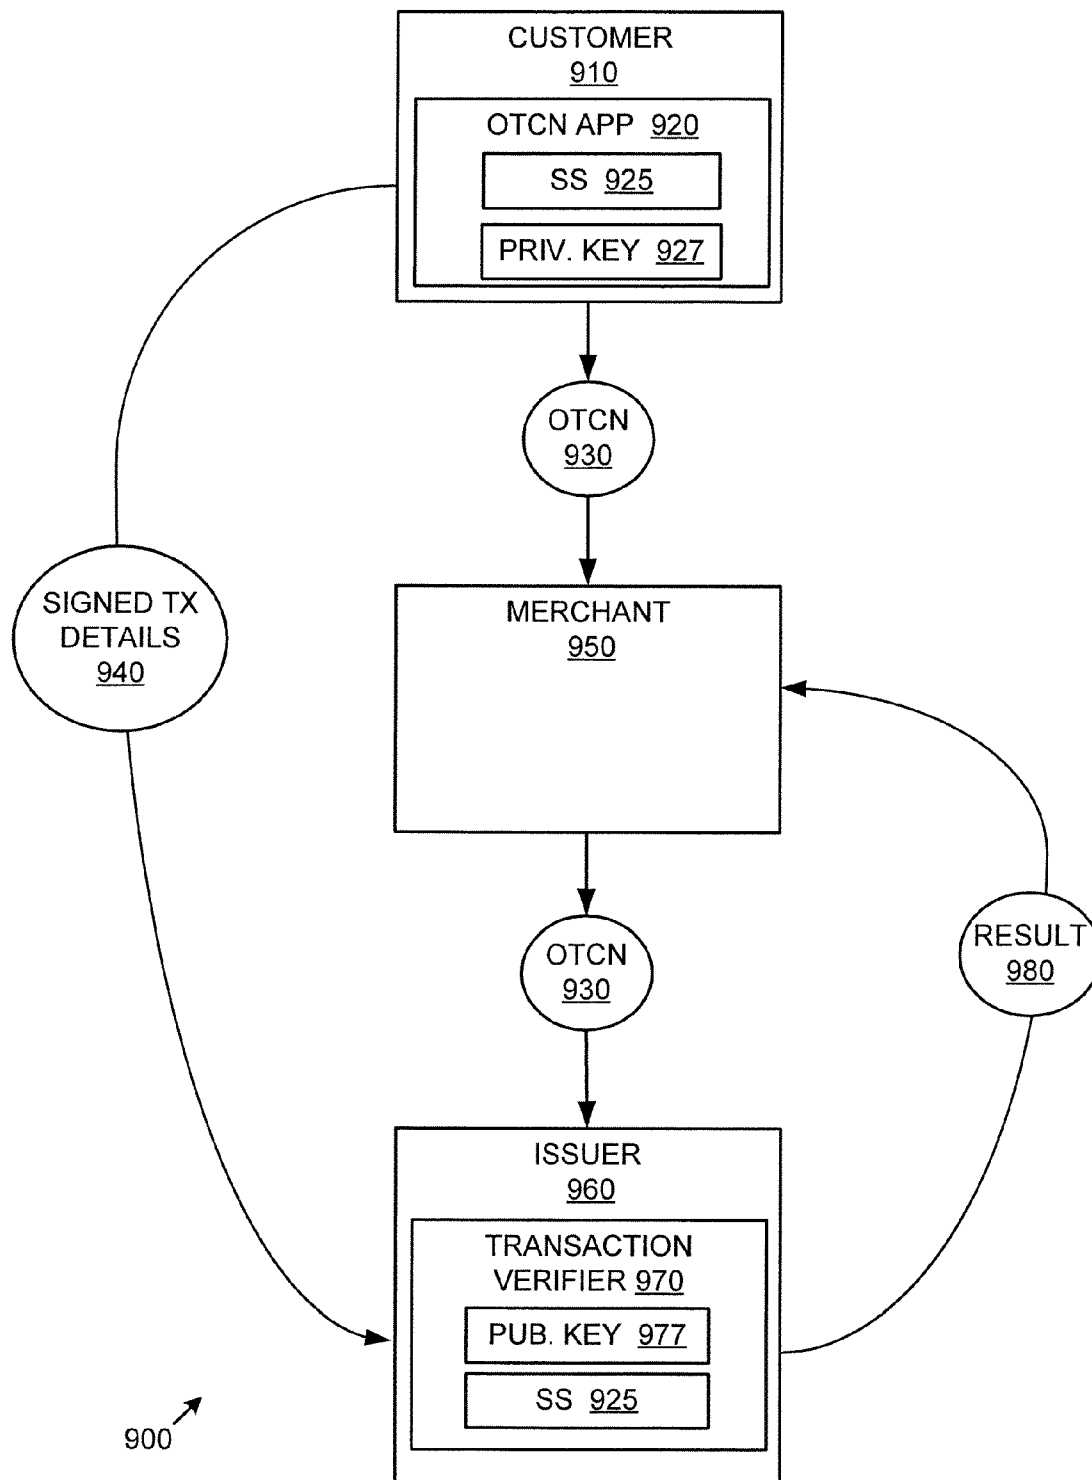 CUSTOMER
910
OTCN APP 920
SS 925
PRIV. KEY 927
OTCN
930
SIGNED TX
DETAILS
940
MERCHANT
950
OTCN
930
RESULT
980
ISSUER
960
TRANSACTION
VERIFIER 970
PUB. KEY 977
SS 925
900